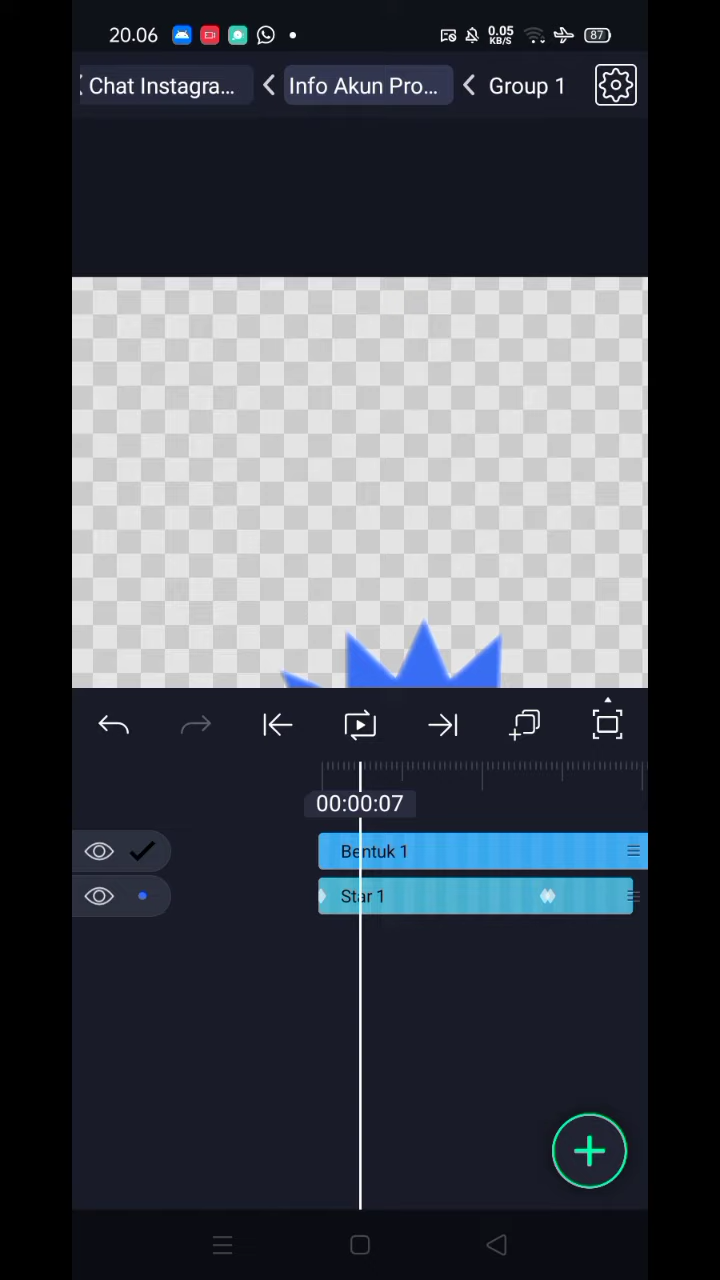 20.06
0.05
KB/S
87
Chat Instagra...
Info Akun Pro...
Group 1
00:00:07
Bentuk 1
Star 1